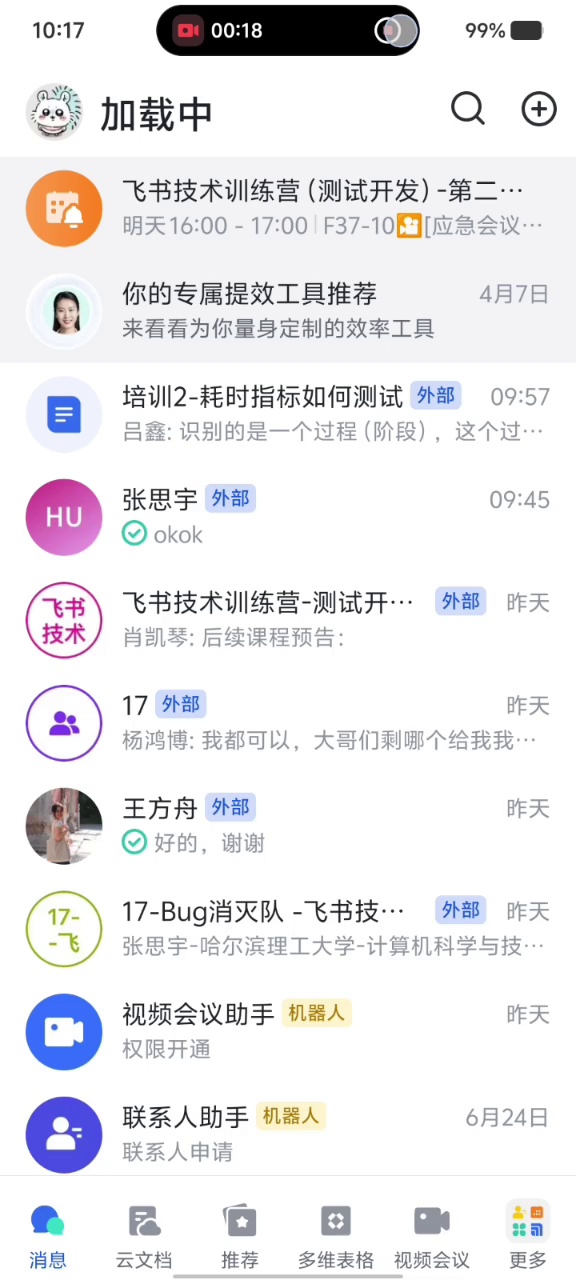 10:17
00:18
99%
加载中
飞书技术训练营(测试开发)-第二…
明天16:00 - 17:00 | F37-10 [应急会议…
你的专属提效工具推荐 4月7日
来看看为你量身定制的效率工具
培训2-耗时指标如何测试 外部 09:57
吕鑫: 识别的是一个过程(阶段)，这个过…
HU
张思宇 外部 09:45
okok
飞书
技术
飞书技术训练营-测试开… 外部 昨天
肖凯琴: 后续课程预告:
17 外部 昨天
杨鸿博: 我都可以，大哥们剩哪个给我我…
王方舟 外部 昨天
好的，谢谢
17-
-飞
17-Bug消灭队 -飞书技… 外部 昨天
张思宇-哈尔滨理工大学-计算机科学与技…
视频会议助手 机器人 昨天
权限开通
联系人助手 机器人 6月24日
联系人申请
消息 云文档 推荐 多维表格 视频会议 更多